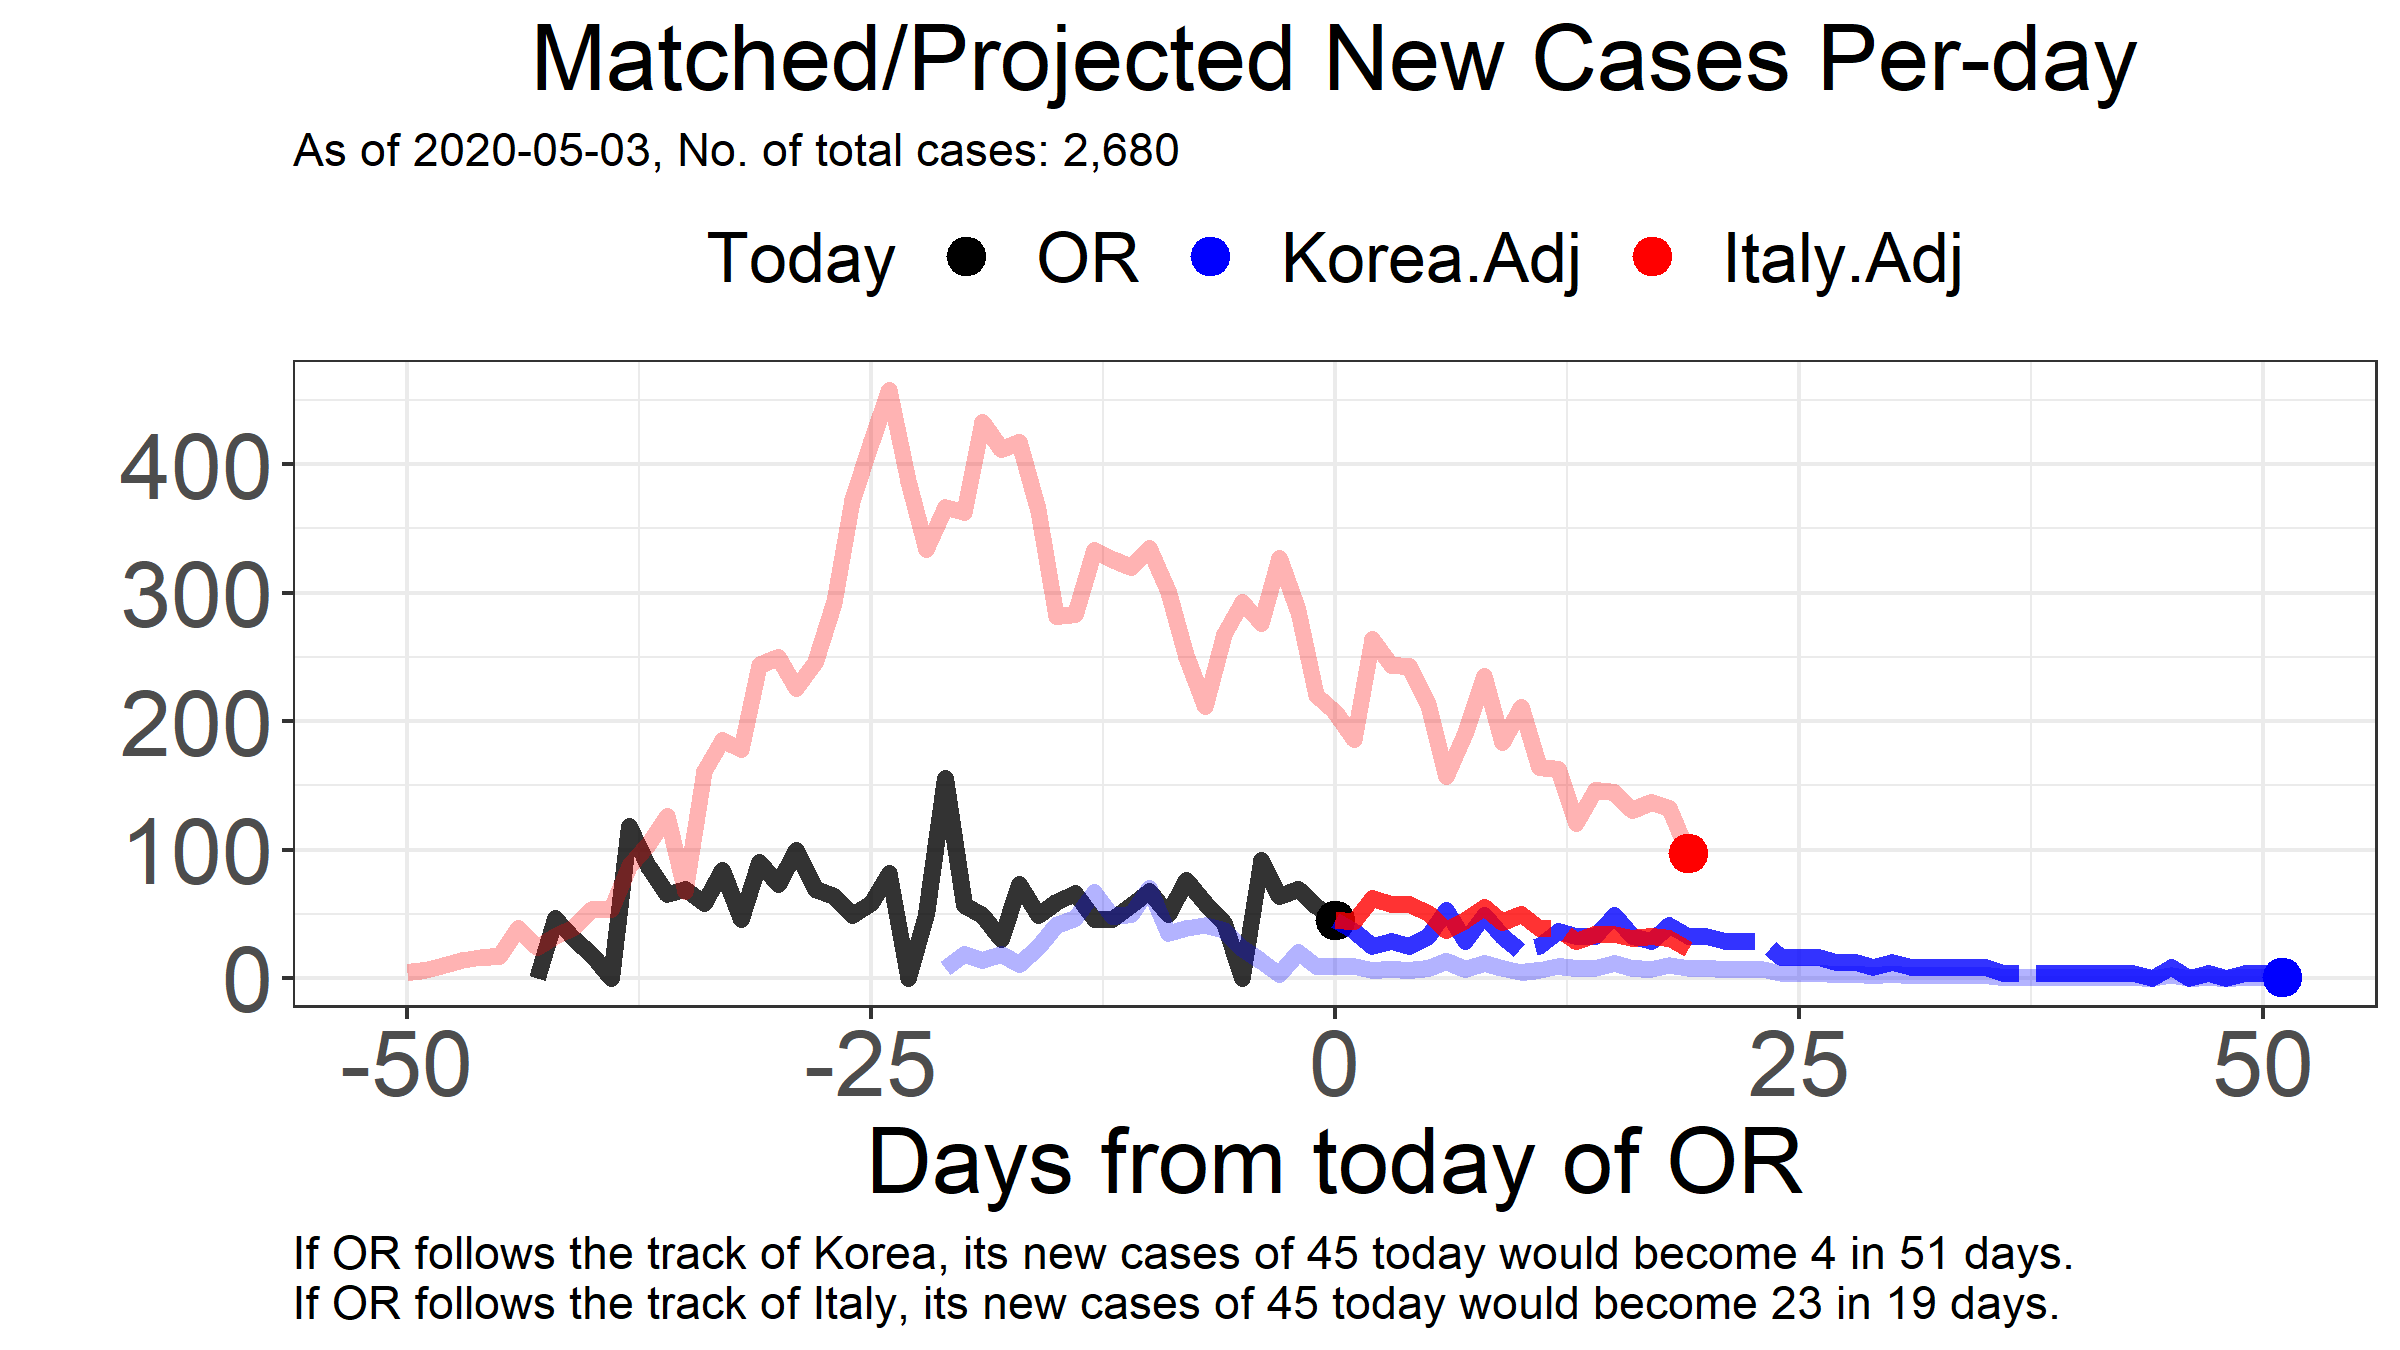 Matched/Projected New Cases Per-day
As of 2020-05-03, No. of total cases: 2,680
Today OR Korea.Adj Italy.Adj
400
300
200
100
0
-50 -25 0 25 50
Days from today of OR
If OR follows the track of Korea, its new cases of 45 today would become 4 in 51 days.
If OR follows the track of Italy, its new cases of 45 today would become 23 in 19 days.